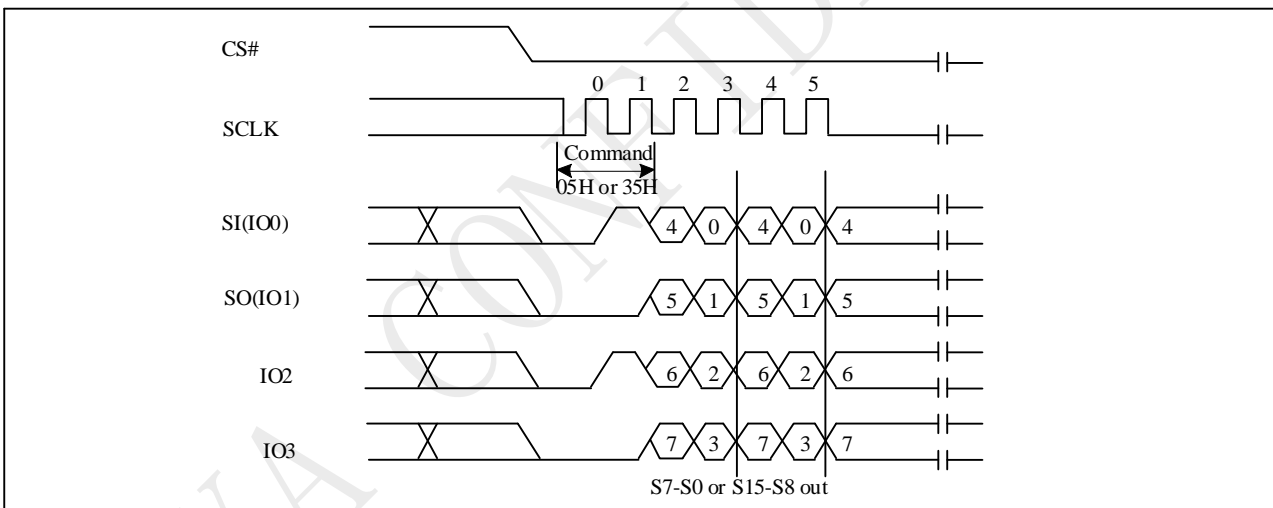 CS#
0 1 2 3 4 5
SCLK
Command
05H or 35H
SI(IO0) 4 0 4 0 4
SO(IO1) 5 1 5 1 5
IO2 6 2 6 2 6
IO3 7 3 7 3 7
S7-S0 or S15-S8 out